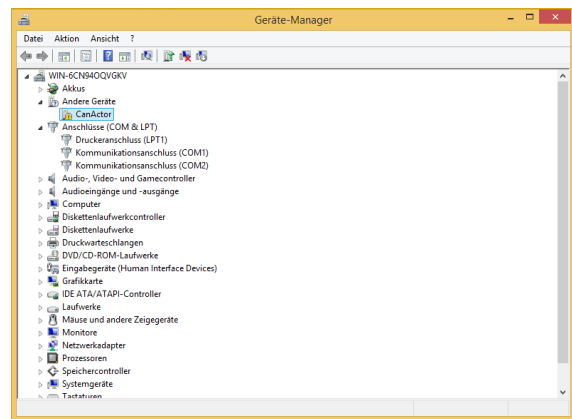 Geräte-Manager
Datei Aktion Ansicht ?
WIN-6CN94OQVGKV
Akkus
Andere Geräte
CanActor
Anschlüsse (COM & LPT)
Druckeranschluss (LPT1)
Kommunikationsanschluss (COM1)
Kommunikationsanschluss (COM2)
Audio-, Video- und Gamecontroller
Audioeingänge und -ausgänge
Computer
Diskettenlaufwerkcontroller
Diskettenlaufwerke
Druckwarteschlangen
DVD/CD-ROM-Laufwerke
Eingabegeräte (Human Interface Devices)
Grafikkarte
IDE ATA/ATAPI-Controller
Laufwerke
Mäuse und andere Zeigegeräte
Monitore
Netzwerkadapter
Prozessoren
Speichercontroller
Systemgeräte
Tastaturen